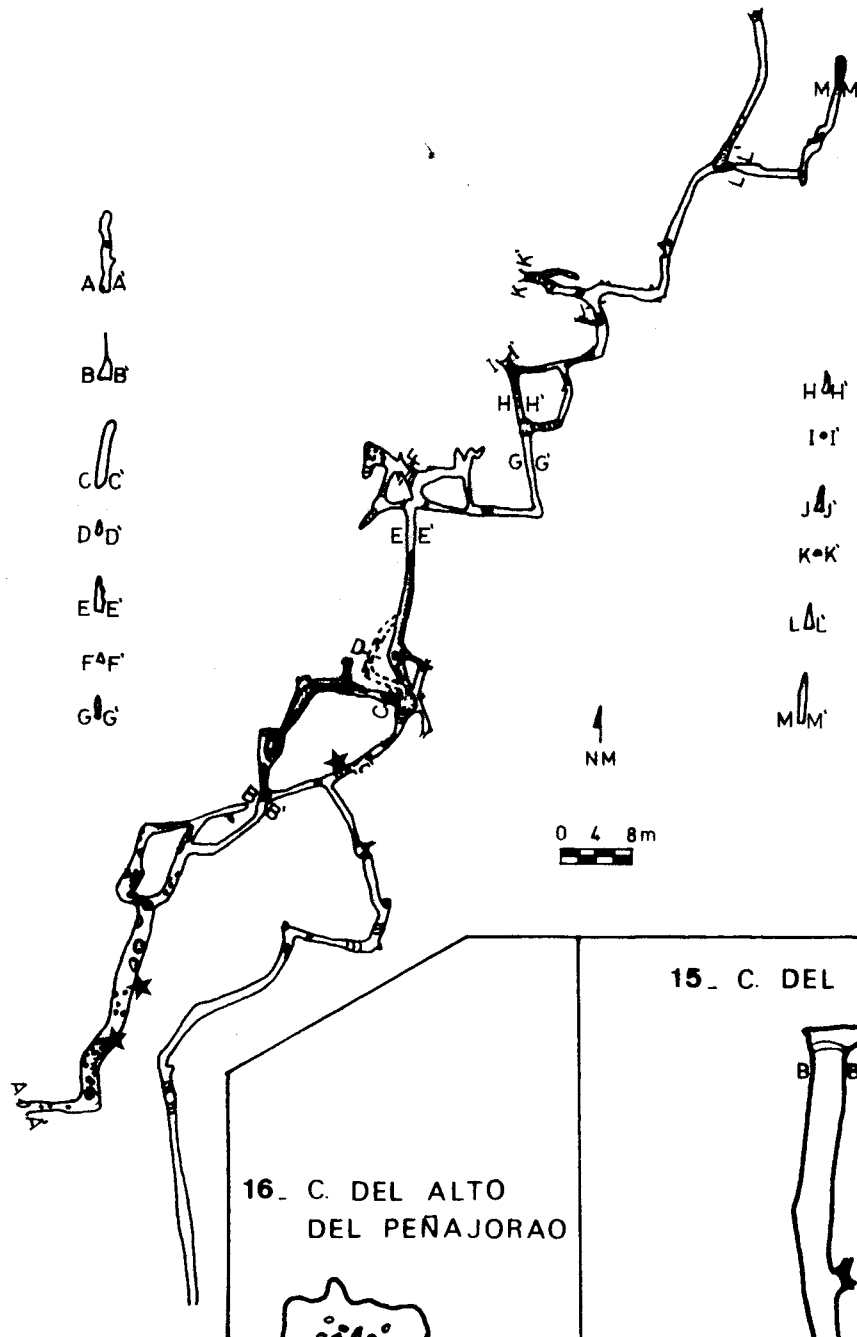 M M
L L'
K K'
I I'
H H'
G G'
E E'
D
C
C'
B
B'
A
A'
A A'
B B'
C C'
D D'
E E'
F F'
G G'
H H'
I I'
J J'
K K'
L L'
M M'
NM
0 4 8m
15_ C. DEL
B B
16_ C. DEL ALTO
DEL PEÑAJORAO